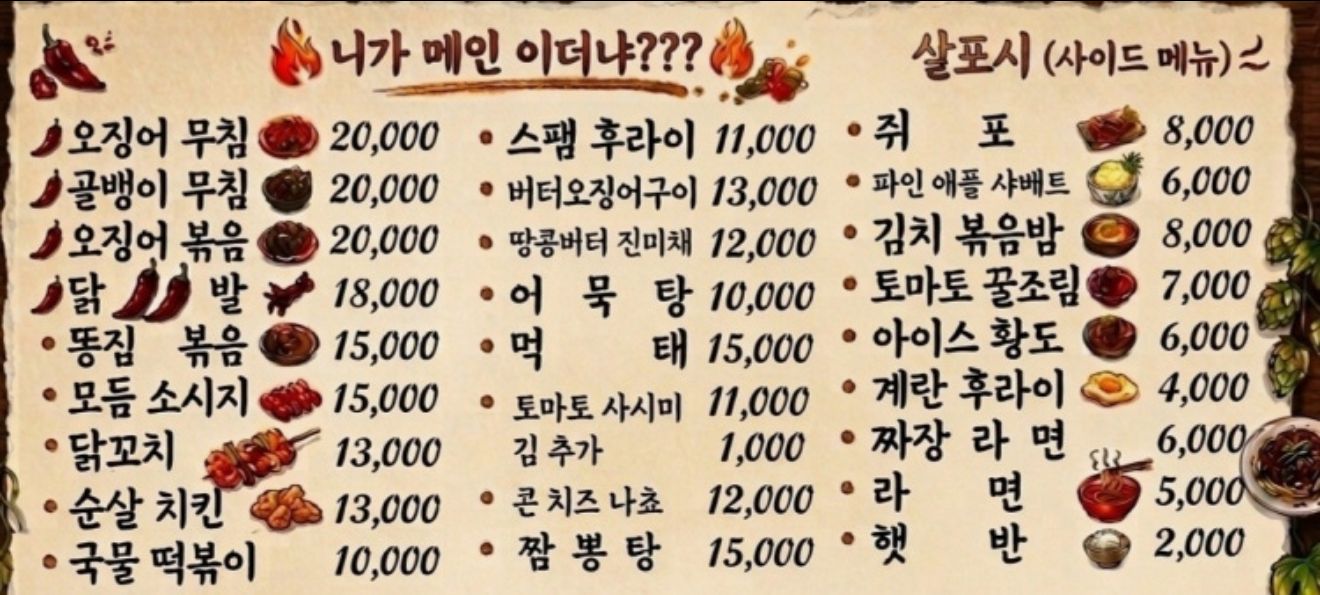 니가 메인 이더냐???
오징어 무침 20,000
골뱅이 무침 20,000
오징어 볶음 20,000
닭발 18,000
똥집 볶음 15,000
모듬 소시지 15,000
닭꼬치 13,000
순살 치킨 13,000
국물 떡볶이 10,000
스팸 후라이 11,000
버터오징어구이 13,000
땅콩버터 진미채 12,000
어묵탕 10,000
먹태 15,000
토마토 사시미 11,000
김 추가 1,000
콘 치즈 나쵸 12,000
짬뽕탕 15,000
살포시 (사이드 메뉴)~
쥐포 8,000
파인 애플 샤베트 6,000
김치 볶음밥 8,000
토마토 꿀조림 7,000
아이스 황도 6,000
계란 후라이 4,000
짜장 라면 6,000
라면 5,000
햇반 2,000